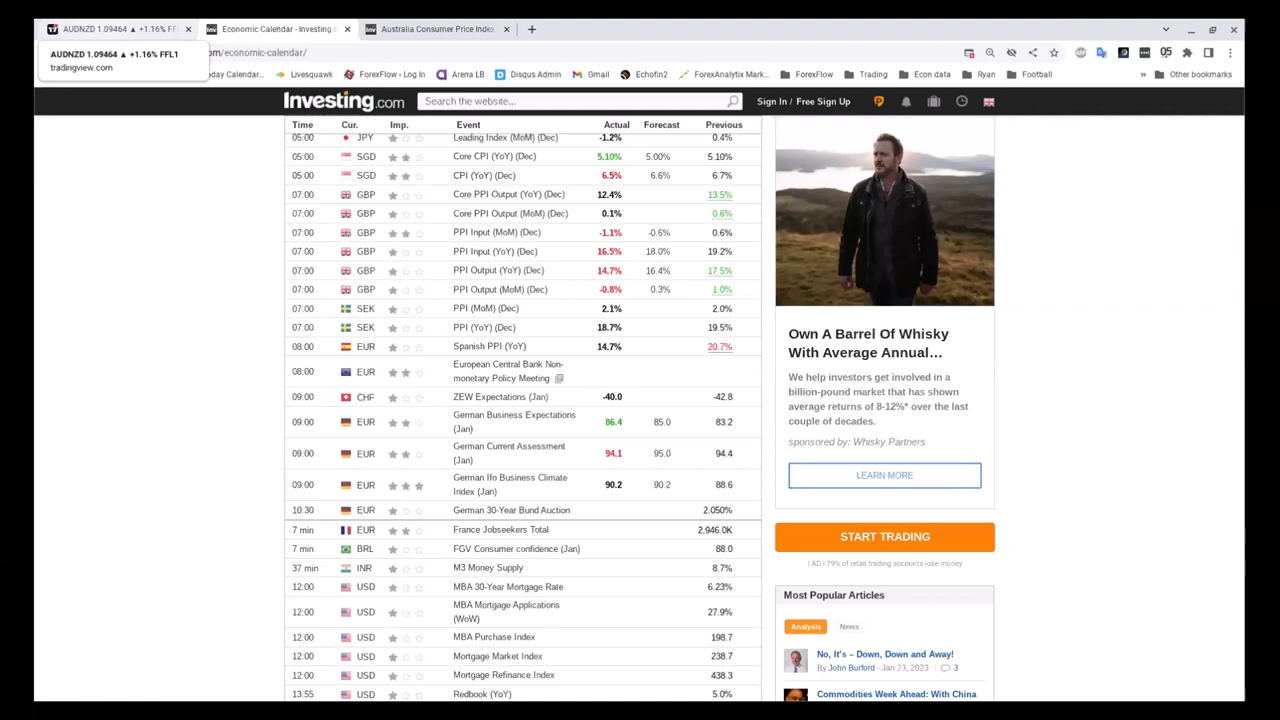 AUDNZD 1.09464 ▲ +1.16% FF
Economic Calendar - Investing
Australia Consumer Price Index
AUDNZD 1.09464 ▲ +1.16% FFL1
tradingview.com
om/economic-calendar/
oday Calendar...
Livesquawk
ForexFlow ‹ Log In
Arena LB
Disqus Admin
Gmail
Echofin2
ForexAnalytix Mark...
ForexFlow
Trading
Econ data
Ryan
Football
»
Other bookmarks
Investing.com
Search the website...
Sign In / Free Sign Up
Time Cur. Imp. Event Actual Forecast Previous
05:00 JPY Leading Index (MoM) (Dec) -1.2% 0.4%
05:00 SGD Core CPI (YoY) (Dec) 5.10% 5.00% 5.10%
05:00 SGD CPI (YoY) (Dec) 6.5% 6.6% 6.7%
07:00 GBP Core PPI Output (YoY) (Dec) 12.4% 13.5%
07:00 GBP Core PPI Output (MoM) (Dec) 0.1% 0.6%
07:00 GBP PPI Input (MoM) (Dec) -1.1% -0.6% 0.6%
07:00 GBP PPI Input (YoY) (Dec) 16.5% 18.0% 19.2%
07:00 GBP PPI Output (YoY) (Dec) 14.7% 16.4% 17.5%
07:00 GBP PPI Output (MoM) (Dec) -0.8% 0.3% 1.0%
07:00 SEK PPI (MoM) (Dec) 2.1% 2.0%
07:00 SEK PPI (YoY) (Dec) 18.7% 19.5%
08:00 EUR Spanish PPI (YoY) 14.7% 20.7%
08:00 EUR European Central Bank Non-
monetary Policy Meeting
09:00 CHF ZEW Expectations (Jan) -40.0 -42.8
09:00 EUR German Business Expectations
(Jan) 86.4 85.0 83.2
09:00 EUR German Current Assessment
(Jan) 94.1 95.0 94.4
09:00 EUR German Ifo Business Climate
Index (Jan) 90.2 90.2 88.6
10:30 EUR German 30-Year Bund Auction 2.050%
7 min EUR France Jobseekers Total 2,946.0K
7 min BRL FGV Consumer confidence (Jan) 88.0
37 min INR M3 Money Supply 8.7%
12:00 USD MBA 30-Year Mortgage Rate 6.23%
12:00 USD MBA Mortgage Applications
(WoW) 27.9%
12:00 USD MBA Purchase Index 198.7
12:00 USD Mortgage Market Index 238.7
12:00 USD Mortgage Refinance Index 438.3
13:55 USD Redbook (YoY) 5.0%
Own A Barrel Of Whisky
With Average Annual...
We help investors get involved in a
billion-pound market that has shown
average returns of 8-12%* over the last
couple of decades.
sponsored by: Whisky Partners
LEARN MORE
START TRADING
| AD | 79% of retail trading accounts lose money
Most Popular Articles
Analysis
News
No, It's – Down, Down and Away!
By John Burford - Jan 23, 2023 | 3
Commodities Week Ahead: With China